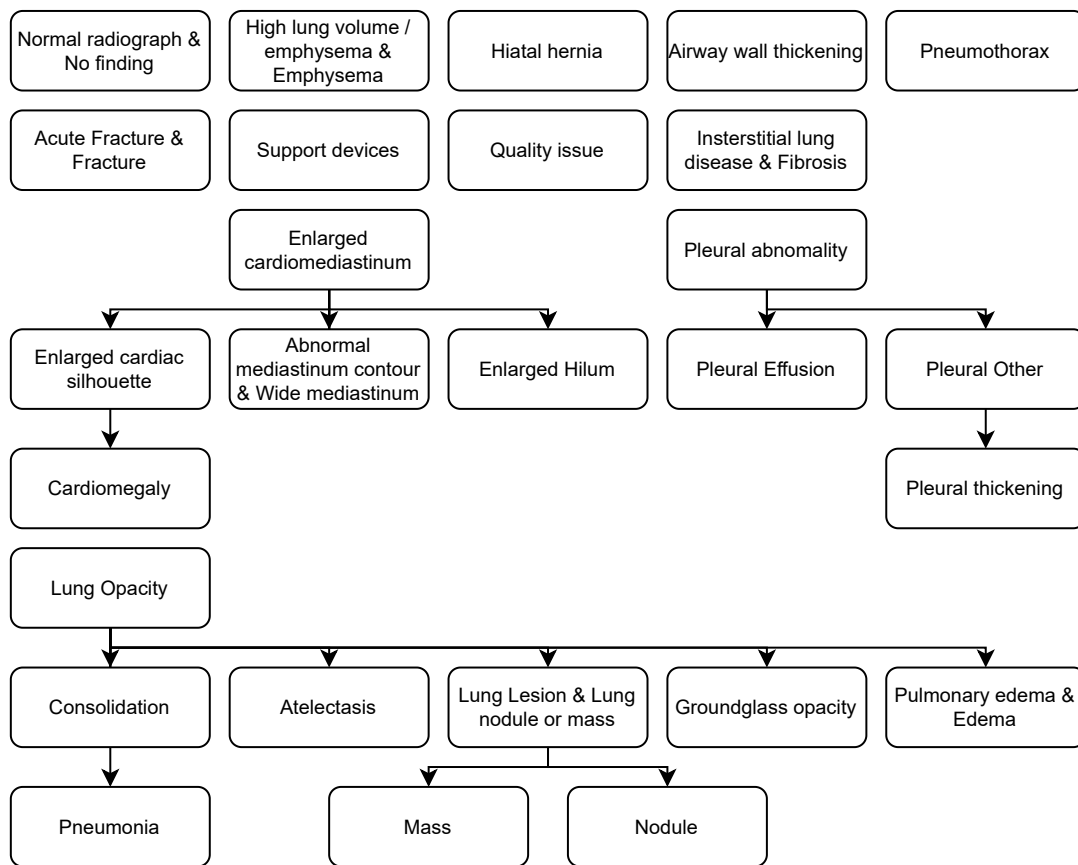 Normal radiograph &
No finding
High lung volume /
emphysema &
Emphysema
Hiatal hernia
Airway wall thickening
Pneumothorax
Acute Fracture &
Fracture
Support devices
Quality issue
Insterstitial lung
disease & Fibrosis
Enlarged
cardiomediastinum
Pleural abnomality
Enlarged cardiac
silhouette
Abnormal
mediastinum contour
& Wide mediastinum
Enlarged Hilum
Pleural Effusion
Pleural Other
Cardiomegaly
Pleural thickening
Lung Opacity
Consolidation
Atelectasis
Lung Lesion & Lung
nodule or mass
Groundglass opacity
Pulmonary edema &
Edema
Pneumonia
Mass
Nodule